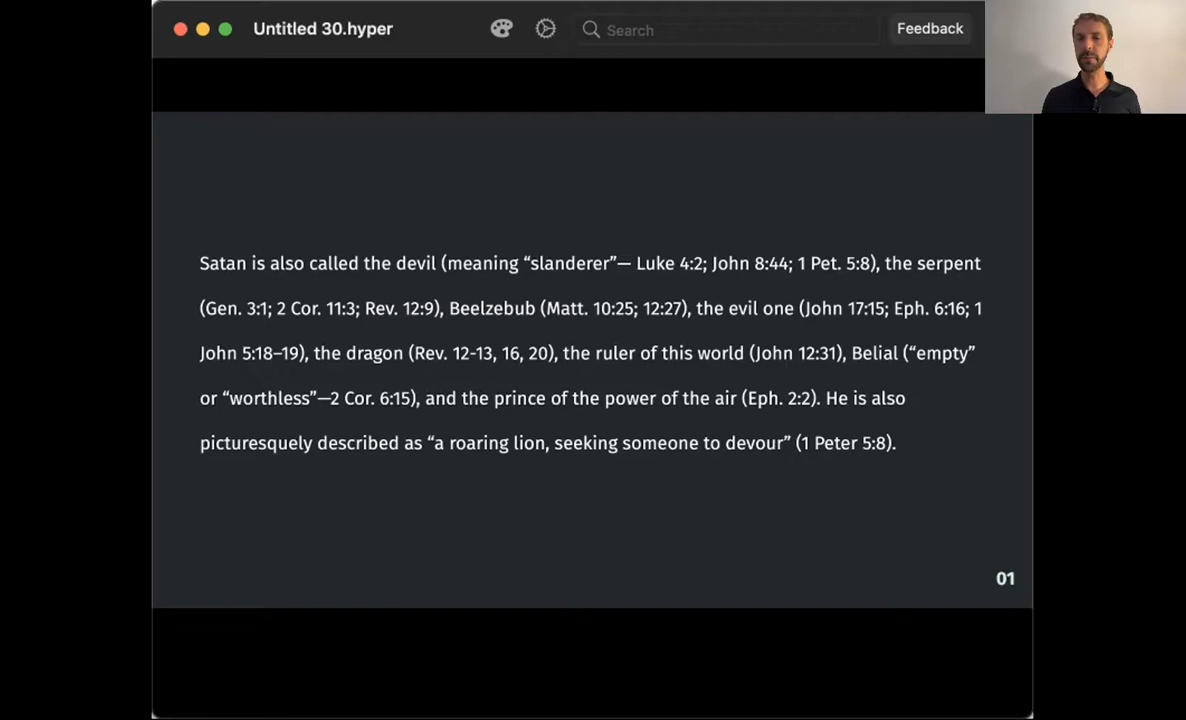 Untitled 30.hyper
Search
Feedback
Satan is also called the devil (meaning “slanderer”— Luke 4:2; John 8:44; 1 Pet. 5:8), the serpent
(Gen. 3:1; 2 Cor. 11:3; Rev. 12:9), Beelzebub (Matt. 10:25; 12:27), the evil one (John 17:15; Eph. 6:16; 1
John 5:18–19), the dragon (Rev. 12-13, 16, 20), the ruler of this world (John 12:31), Belial (“empty”
or “worthless”—2 Cor. 6:15), and the prince of the power of the air (Eph. 2:2). He is also
picturesquely described as “a roaring lion, seeking someone to devour” (1 Peter 5:8).
01